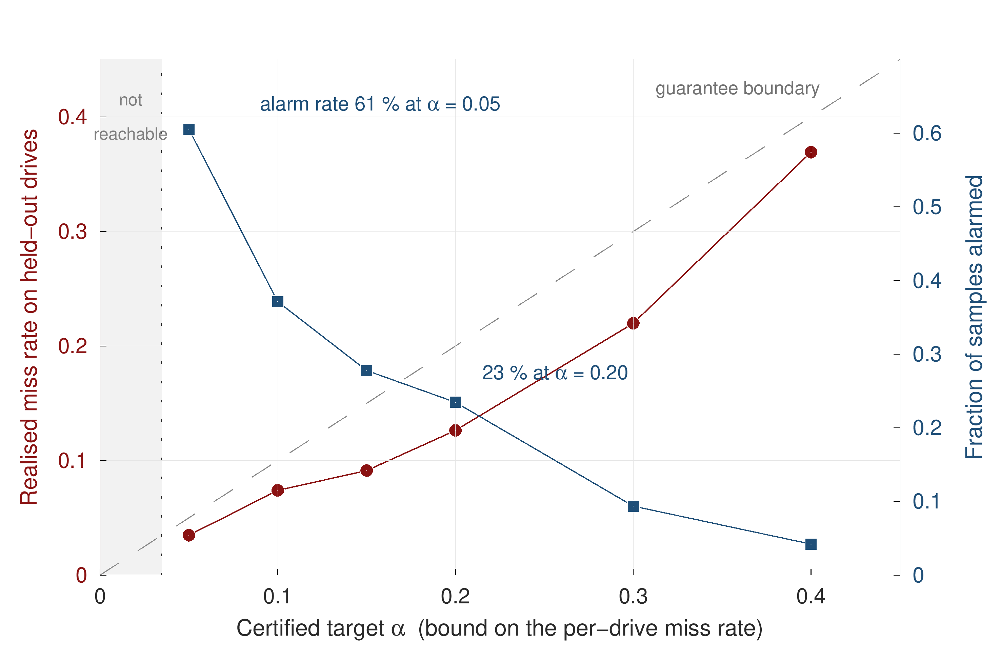 not
reachable
alarm rate 61 % at α = 0.05
guarantee boundary
23 % at α = 0.20
Realised miss rate on held–out drives
0.4
0.3
0.2
0.1
0
Fraction of samples alarmed
0.6
0.5
0.4
0.3
0.2
0.1
0
0 0.1 0.2 0.3 0.4
Certified target α (bound on the per–drive miss rate)